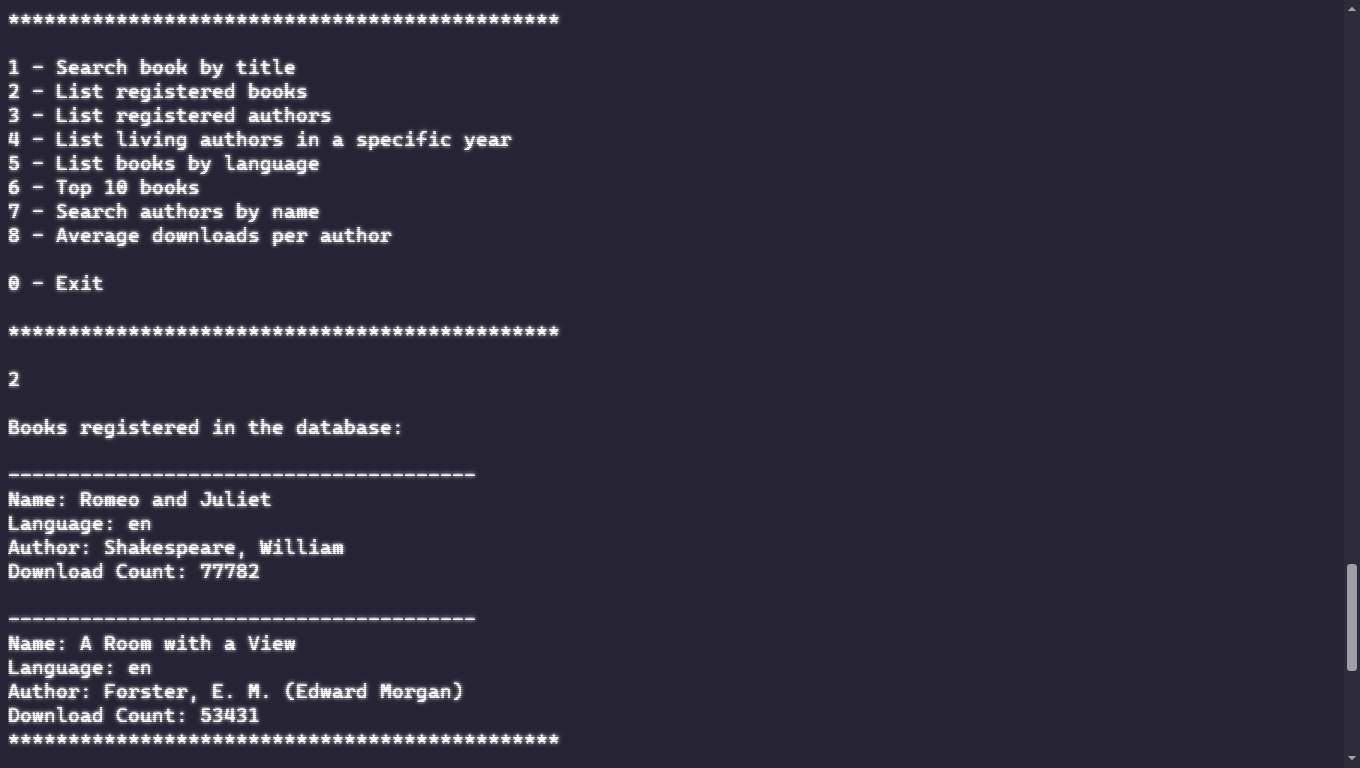 **********************************************
1 - Search book by title
2 - List registered books
3 - List registered authors
4 - List living authors in a specific year
5 - List books by language
6 - Top 10 books
7 - Search authors by name
8 - Average downloads per author
0 - Exit
**********************************************
2
Books registered in the database:
---------------------------------------
Name: Romeo and Juliet
Language: en
Author: Shakespeare, William
Download Count: 77782
---------------------------------------
Name: A Room with a View
Language: en
Author: Forster, E. M. (Edward Morgan)
Download Count: 53431
**********************************************